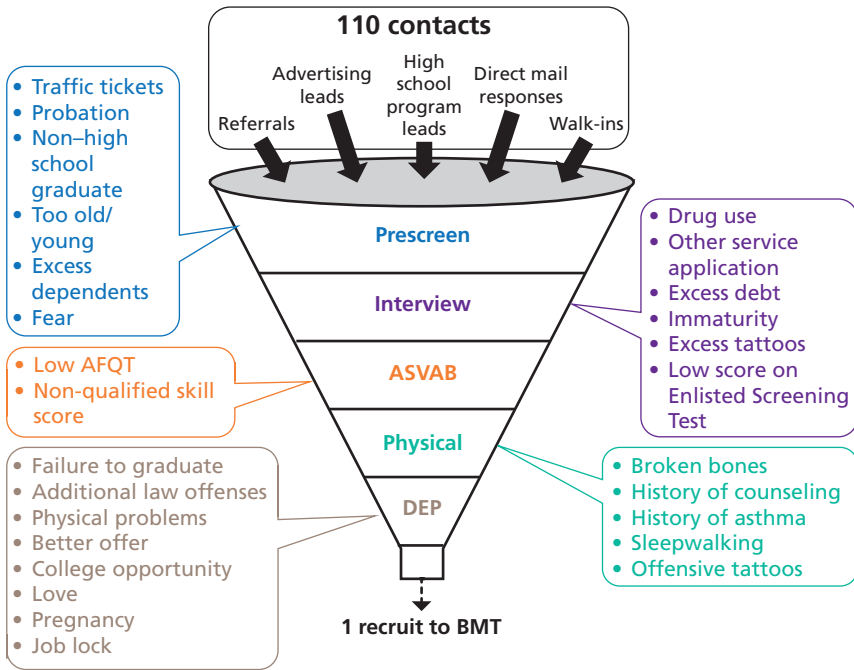 110 contacts
Referrals
Advertising
leads
High
school
program
leads
Direct mail
responses
Walk-ins
• Traffic tickets
• Probation
• Non–high
school
graduate
• Too old/
young
• Excess
dependents
• Fear
Prescreen
Interview
• Drug use
• Other service
application
• Excess debt
• Immaturity
• Excess tattoos
• Low score on
Enlisted Screening
Test
• Low AFQT
• Non-qualified skill
score
ASVAB
Physical
• Broken bones
• History of counseling
• History of asthma
• Sleepwalking
• Offensive tattoos
• Failure to graduate
• Additional law offenses
• Physical problems
• Better offer
• College opportunity
• Love
• Pregnancy
• Job lock
DEP
1 recruit to BMT